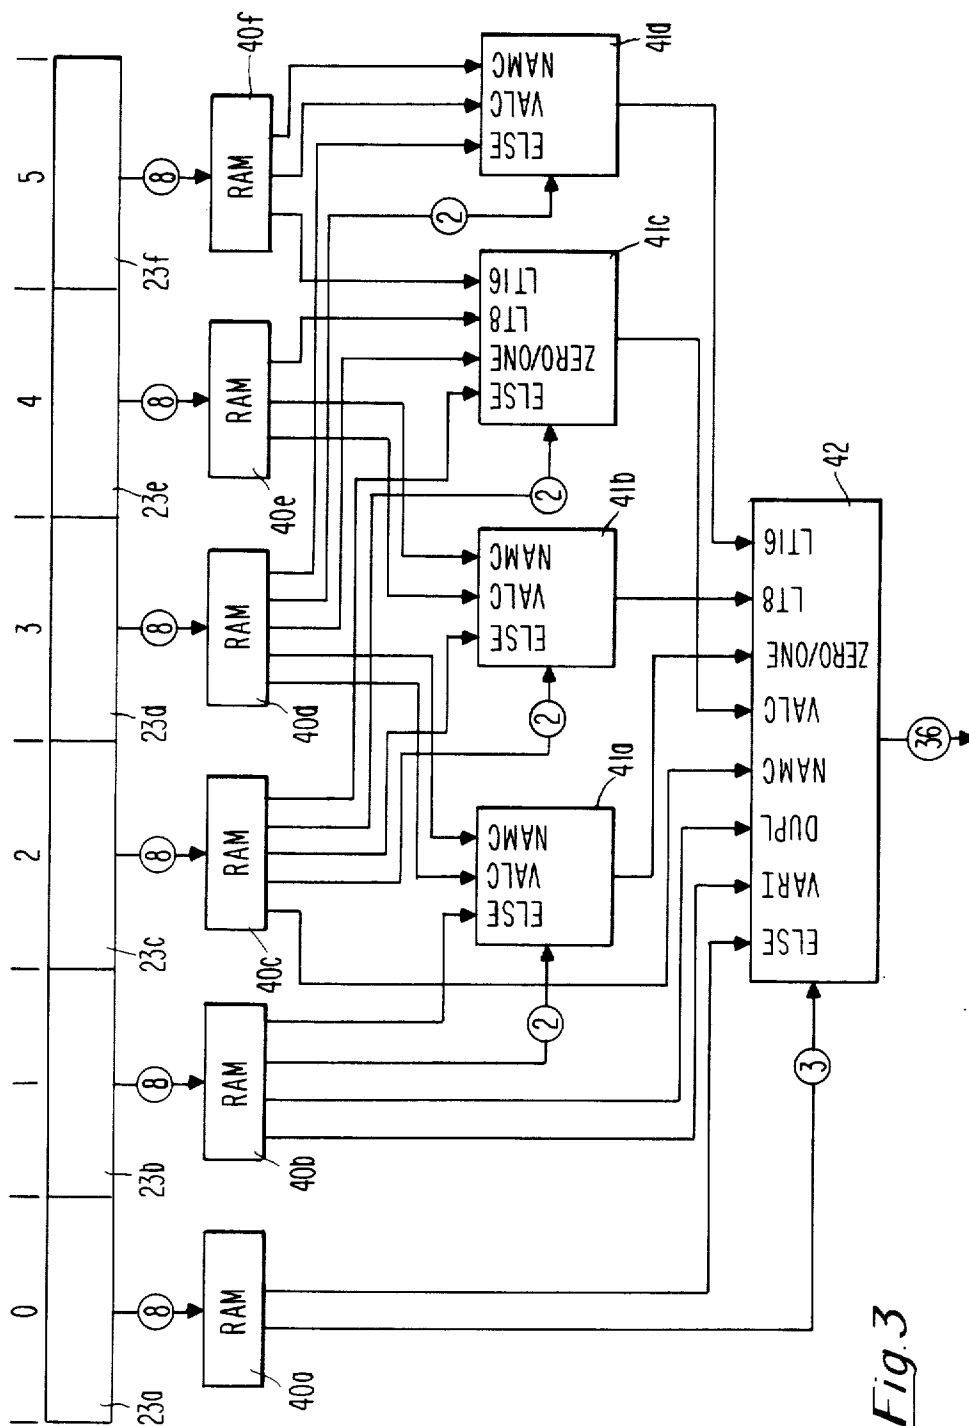 0 1 2 3 4 5
23a 23b 23c 23d 23e 23f
8 8 8 8 8 8
RAM RAM RAM RAM RAM RAM
40a 40b 40c 40d 40e 40f
2 2 2 2
ELSE VALC NAMC
41a
ELSE VALC NAMC
41b
ELSE ZERO/ONE LT8 LT16
41c
ELSE VALC NAMC
41d
3
ELSE VARI DUPL NAMC VALC ZERO/ONE LT8 LT16
42
36
Fig.3